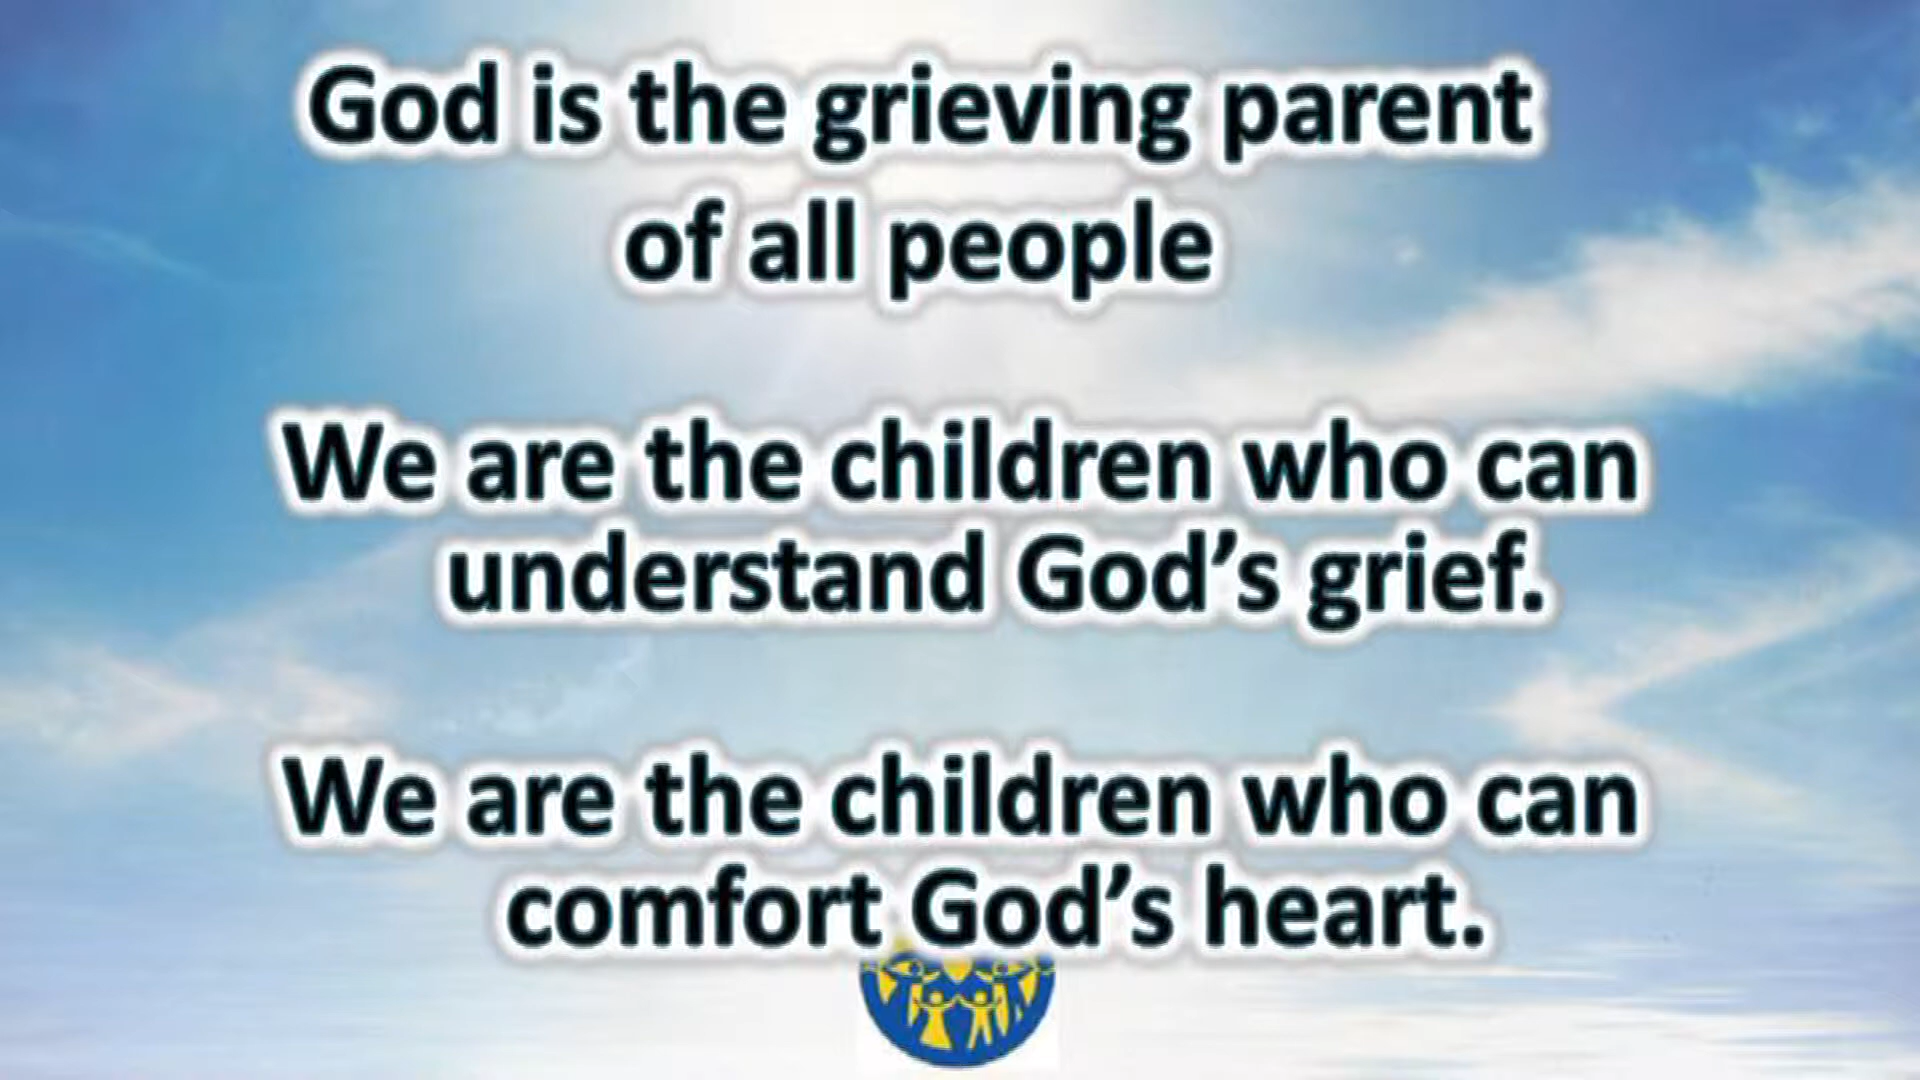 God is the grieving parent
of all people
We are the children who can
understand God’s grief.
We are the children who can
comfort God’s heart.